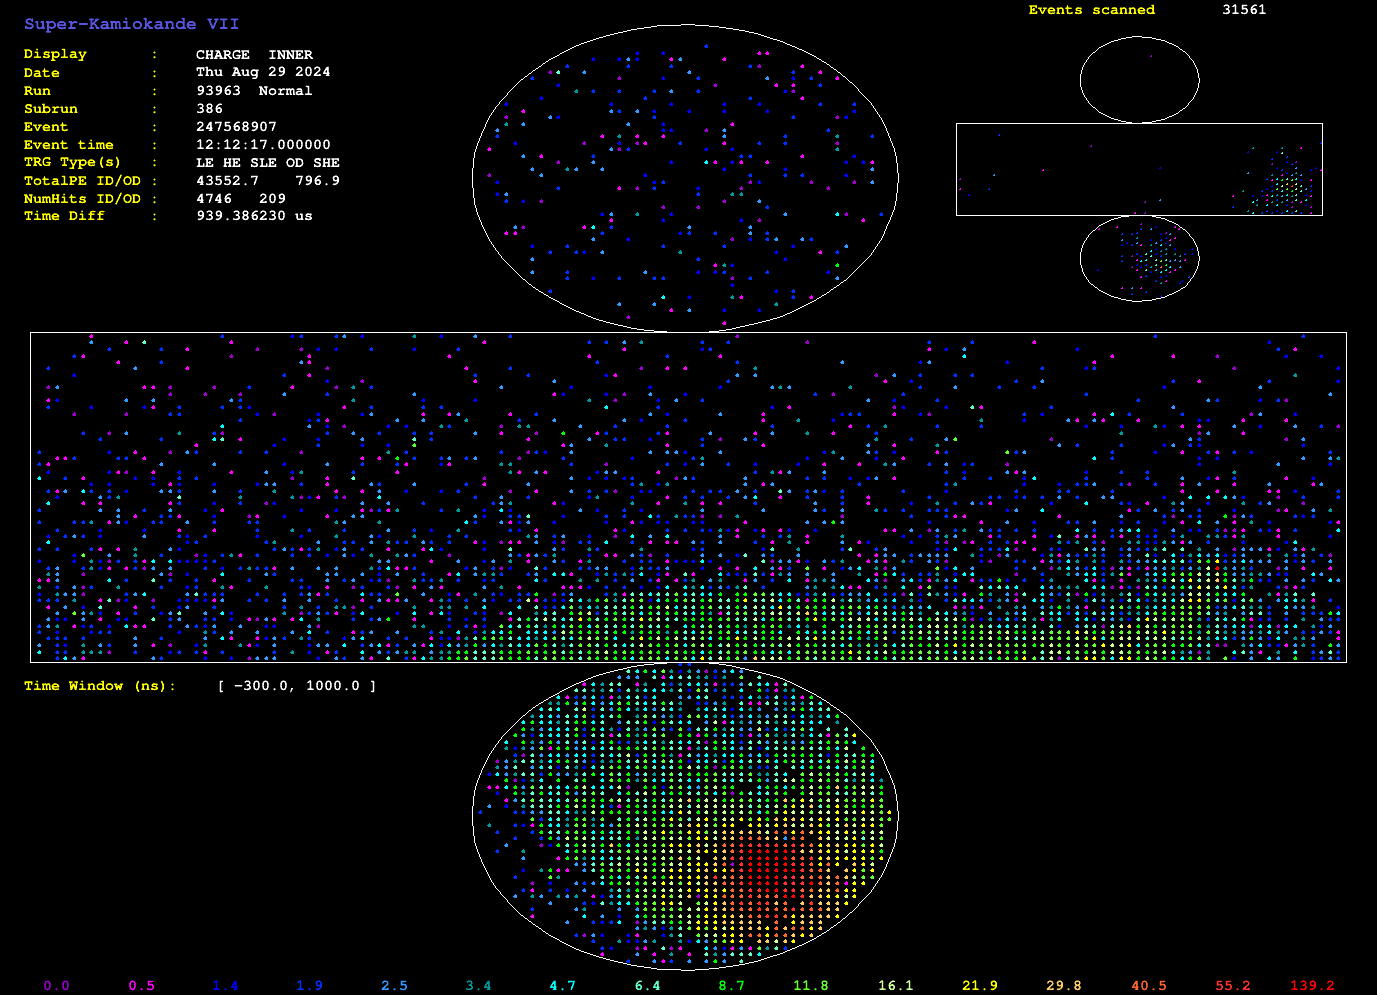 Super-Kamiokande VII
Events scanned 31561
Display : CHARGE INNER
Date : Thu Aug 29 2024
Run : 93963 Normal
Subrun : 386
Event : 247568907
Event time : 12:12:17.000000
TRG Type(s) : LE HE SLE OD SHE
TotalPE ID/OD : 43552.7 796.9
NumHits ID/OD : 4746 209
Time Diff : 939.386230 us
Time Window (ns): [ -300.0, 1000.0 ]
0.0 0.5 1.4 1.9 2.5 3.4 4.7 6.4 8.7 11.8 16.1 21.9 29.8 40.5 55.2 139.2